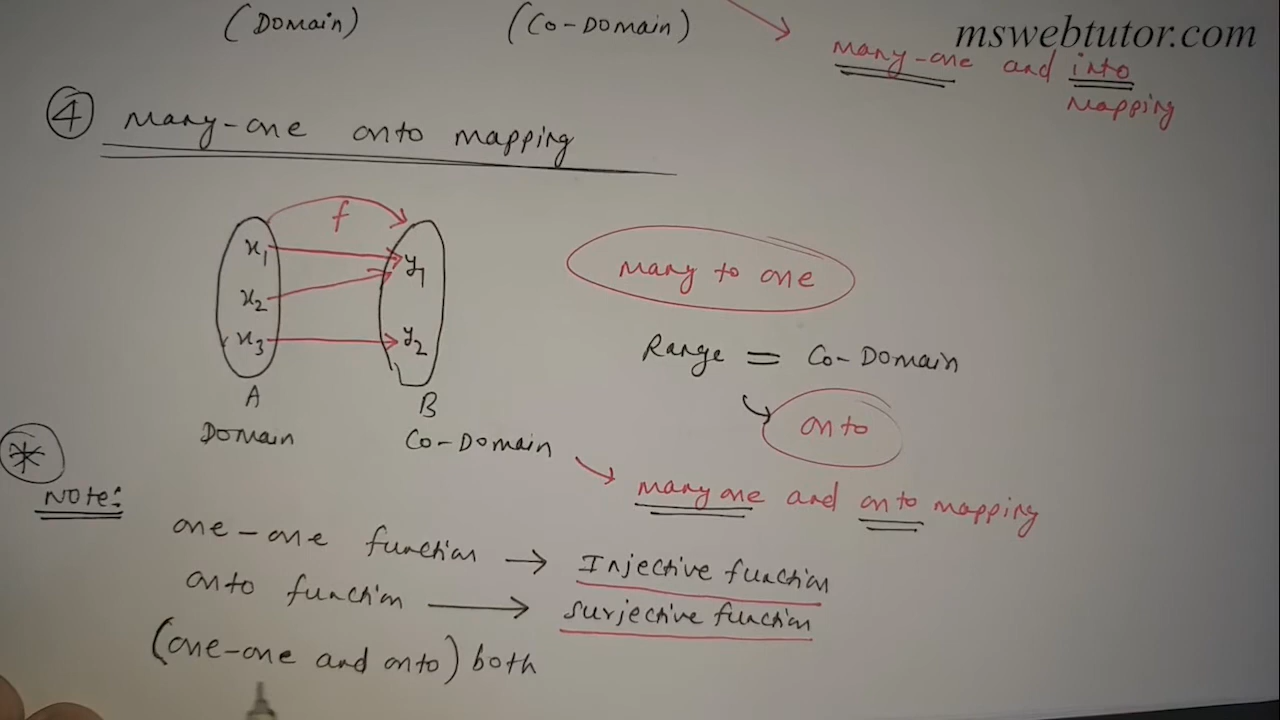 (Domain) (Co-Domain)
mswebtutor.com
many-one and into
mapping
4 many-one onto mapping
f
x1 y1
x2
x3 y2
many to one
Range = Co-Domain
onto
A B
Domain Co-Domain
many one and onto mapping
* Note:
one-one function → Injective function
onto function → surjective function
(one-one and onto) both